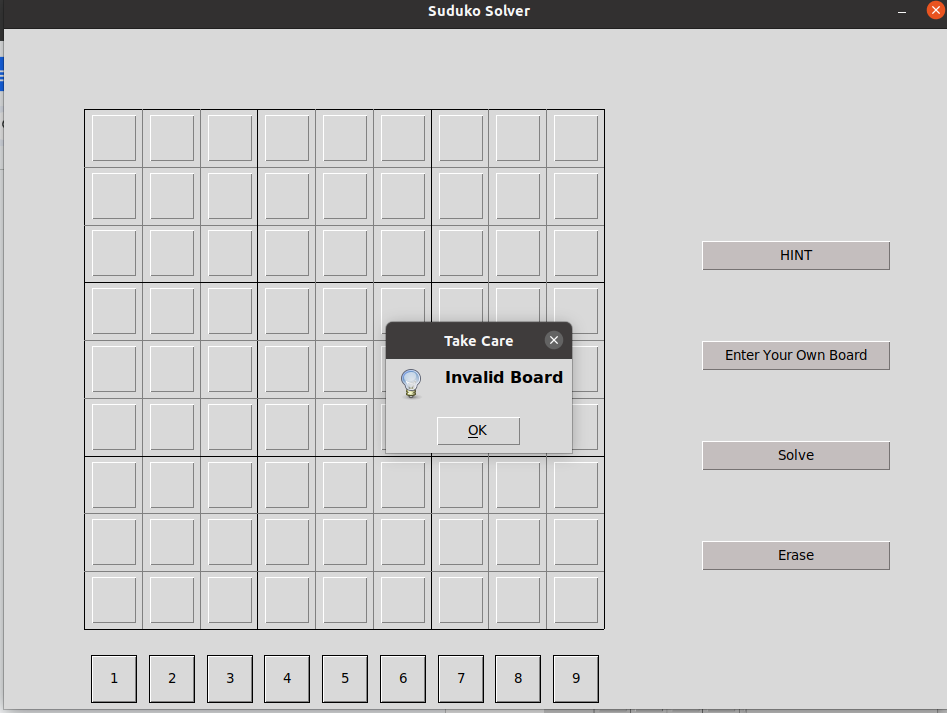 Suduko Solver
HINT
Take Care
Invalid Board
Enter Your Own Board
OK
Solve
Erase
1 2 3 4 5 6 7 8 9